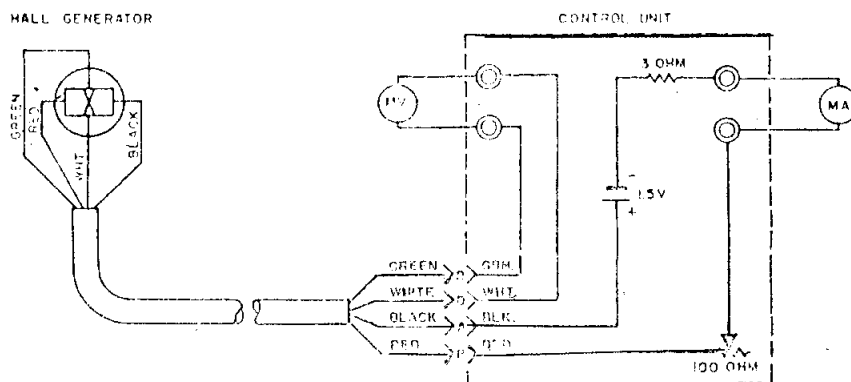 HALL GENERATOR
CONTROL UNIT
3 OHM
MV
MA
GREEN
RED
WHT
BLACK
-
1.5V
+
GREEN
WHITE D WHT.
BLACK A BLK.
RED RED
100 OHM